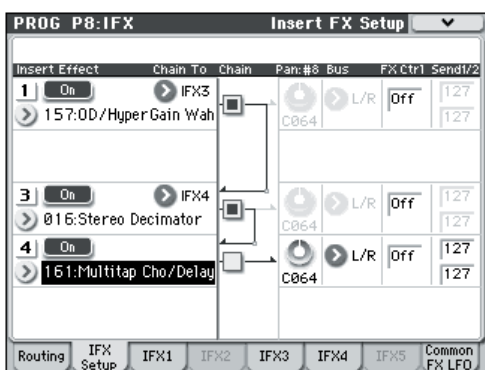 PROG P8:IFX Insert FX Setup
Insert Effect Chain To Chain Pan:#8 Bus FX Ctrl Send1/2
1 On IFX3 C064 L/R Off 127
157:OD/HyperGain Wah 127
3 On IFX4 C064 L/R Off 127
016:Stereo Decimator 127
4 On C064 L/R Off 127
161:Multitap Cho/Delay 127
Routing IFX Setup IFX1 IFX2 IFX3 IFX4 IFX5 Common FX LFO